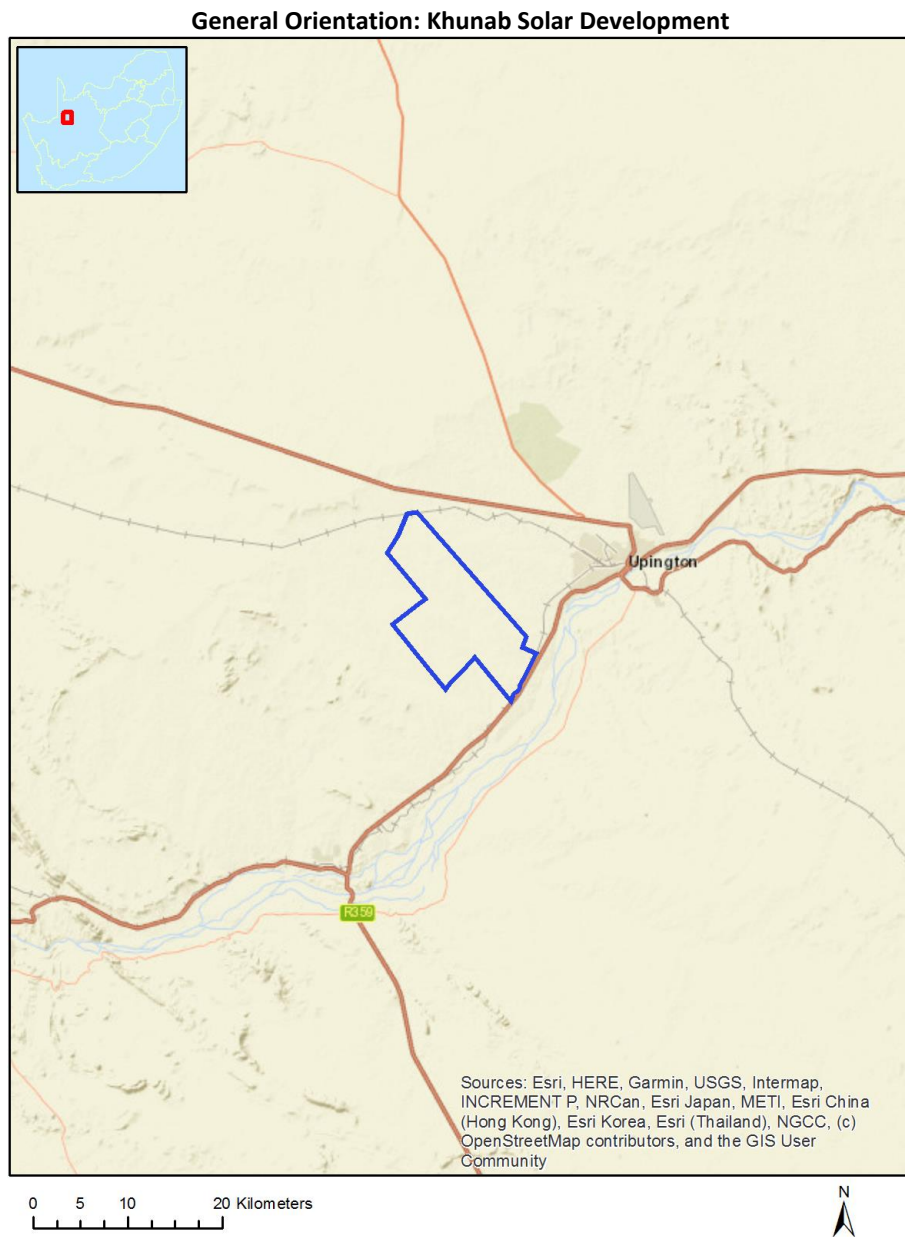 General Orientation: Khunab Solar Development
Upington
R359
Sources: Esri, HERE, Garmin, USGS, Intermap,
INCREMENT P, NRCan, Esri Japan, METI, Esri China
(Hong Kong), Esri Korea, Esri (Thailand), NGCC, (c)
OpenStreetMap contributors, and the GIS User
Community
0 5 10 20 Kilometers
N